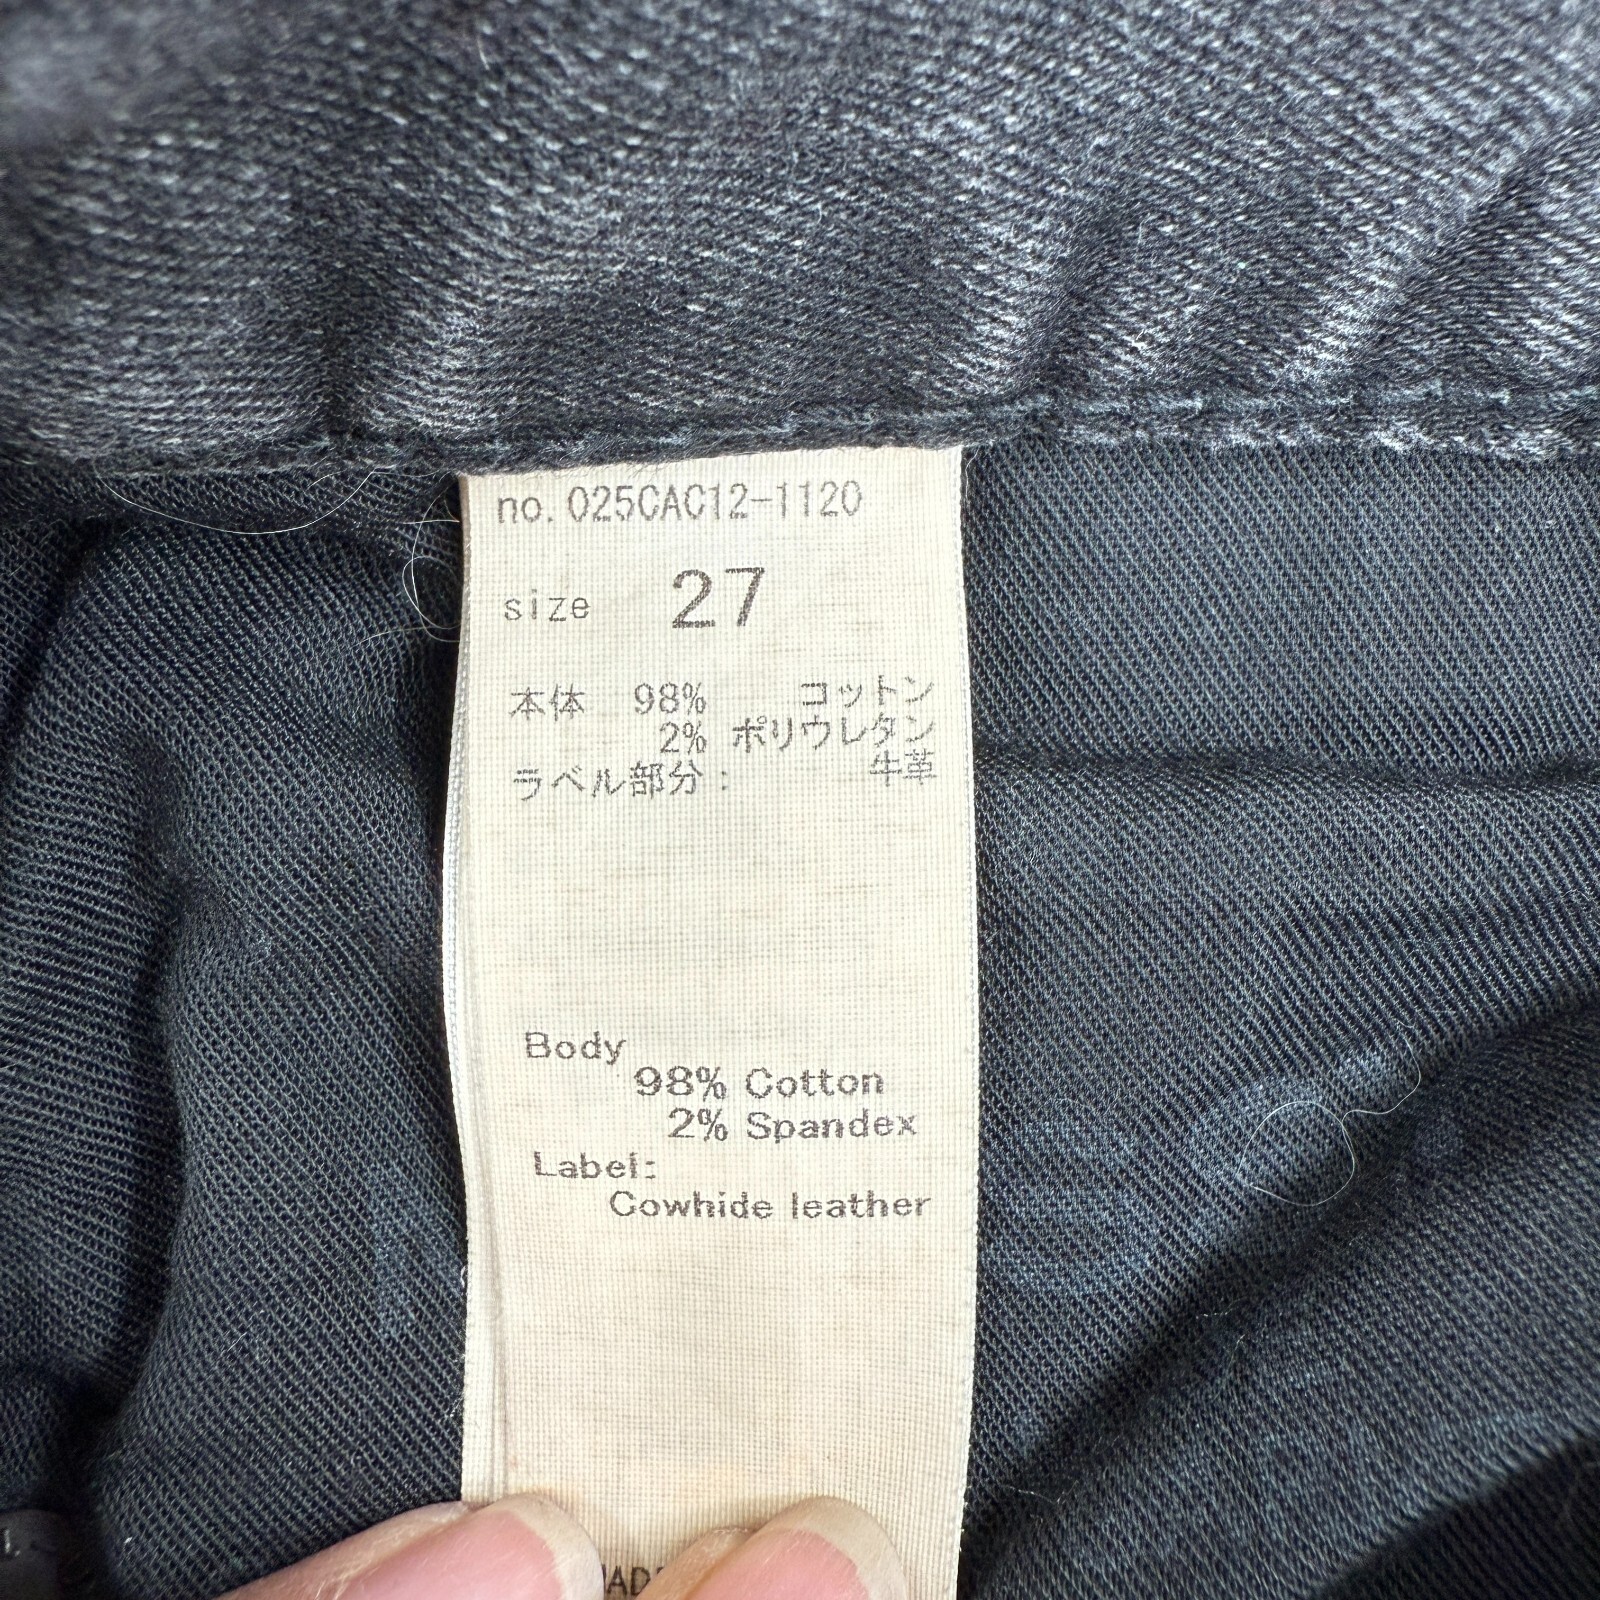 no. 025CAC12-1120
size 27
本体 98% コットン
2% ポリウレタン
ラベル部分: 牛革
Body
98% Cotton
2% Spandex
Label:
Cowhide leather